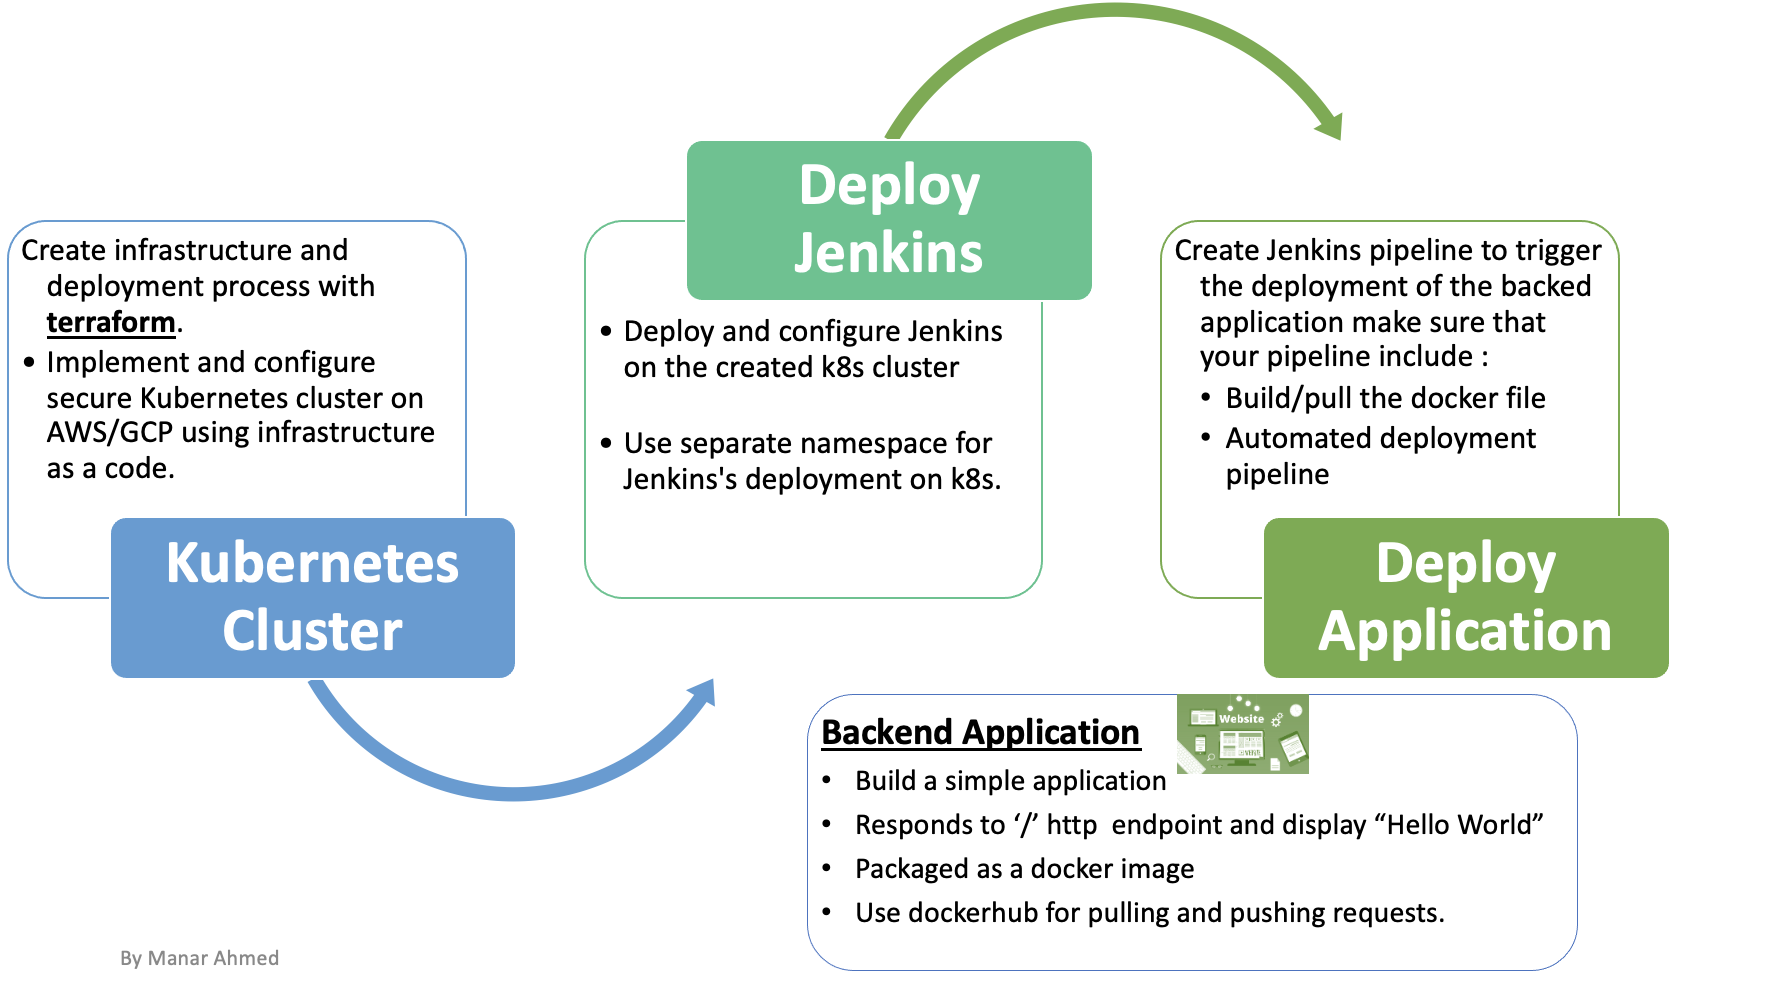 Create infrastructure and
deployment process with
terraform.
• Implement and configure
secure Kubernetes cluster on
AWS/GCP using infrastructure
as a code.
Kubernetes
Cluster
Deploy
Jenkins
• Deploy and configure Jenkins
on the created k8s cluster
• Use separate namespace for
Jenkins's deployment on k8s.
Create Jenkins pipeline to trigger
the deployment of the backed
application make sure that
your pipeline include :
• Build/pull the docker file
• Automated deployment
pipeline
Deploy
Application
Backend Application
Website
• Build a simple application
• Responds to ‘/’ http  endpoint and display “Hello World”
• Packaged as a docker image
• Use dockerhub for pulling and pushing requests.
By Manar Ahmed